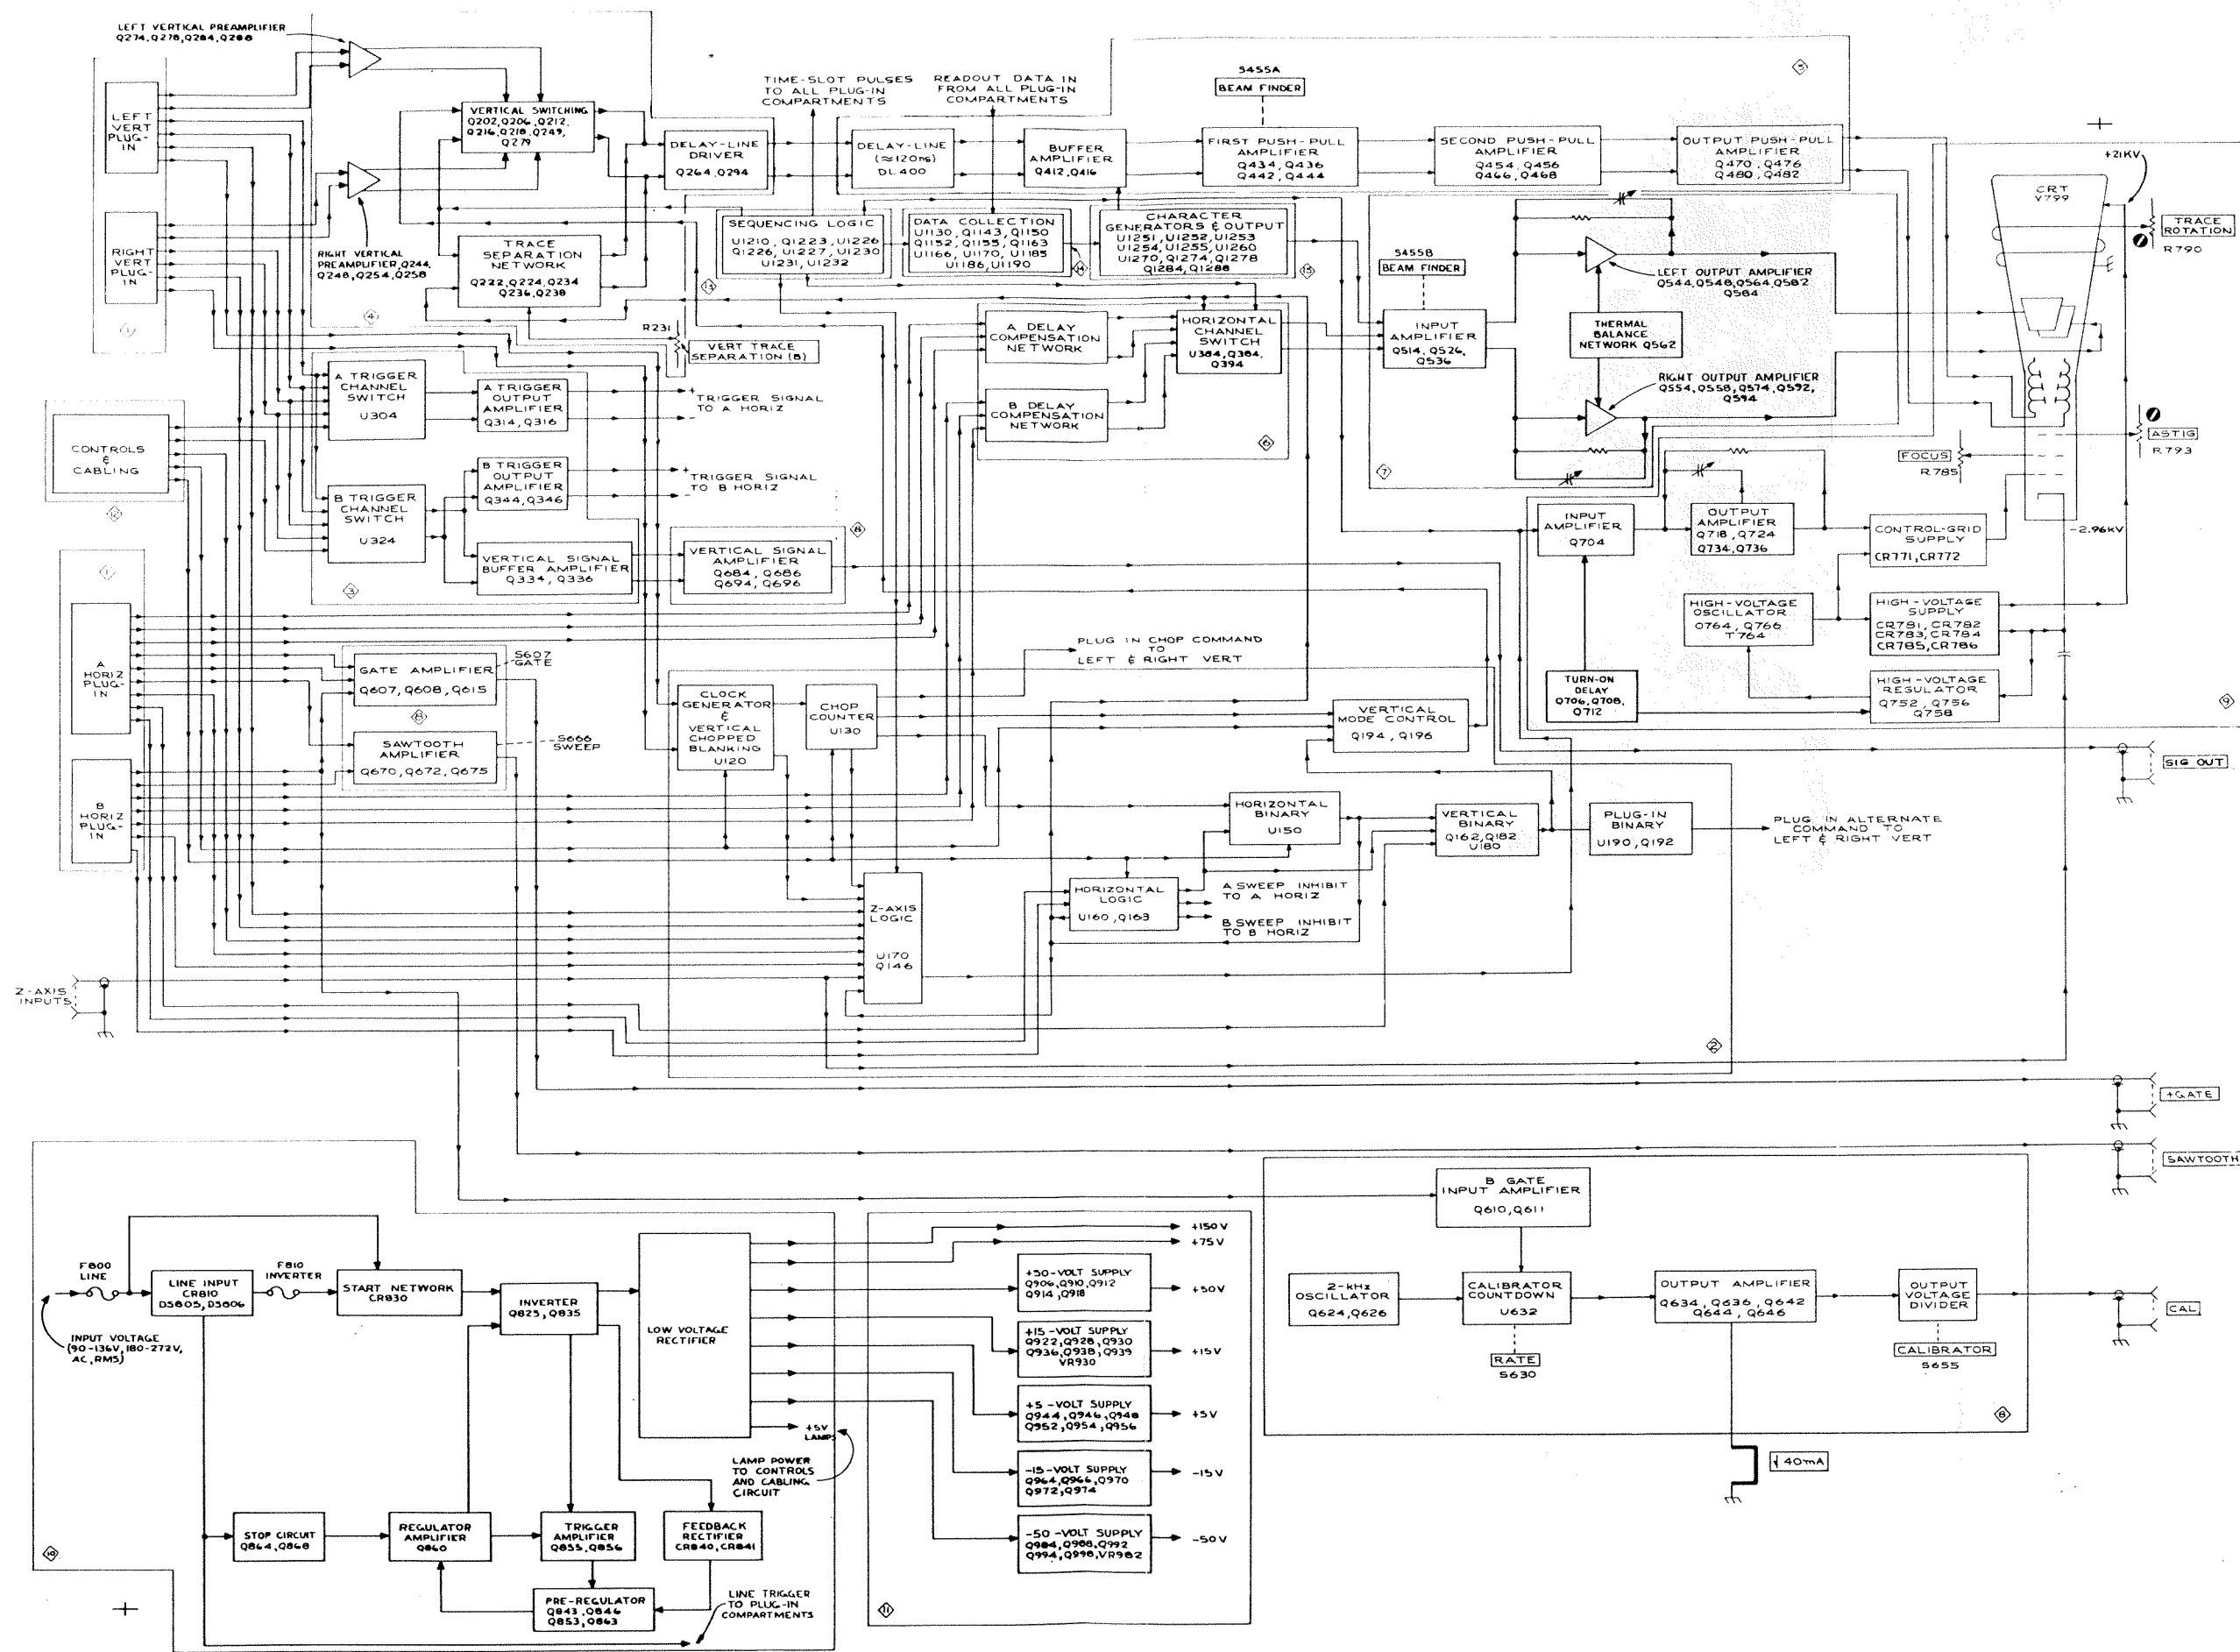 LEFT VERTICAL PREAMPLIFIER
Q274, Q278, Q284, Q288
LEFT
VERT
PLUG-
IN
RIGHT
VERT
PLUG-
IN
VERTICAL SWITCHING
Q202, Q206, Q212,
Q216, Q218, Q249,
Q279
RIGHT VERTICAL
PREAMPLIFIER, Q244,
Q248, Q254, Q258
TRACE
SEPARATION
NETWORK
Q222, Q224, Q234
Q236, Q238
4
DELAY-LINE
DRIVER
Q264, Q294
TIME-SLOT PULSES
TO ALL PLUG-IN
COMPARTMENTS
READOUT DATA IN
FROM ALL PLUG-IN
COMPARTMENTS
DELAY-LINE
(≈120ns)
DL400
BUFFER
AMPLIFIER
Q412, Q416
S455A
BEAM FINDER
FIRST PUSH-PULL
AMPLIFIER
Q434, Q436
Q442, Q444
SECOND PUSH-PULL
AMPLIFIER
Q454, Q456
Q466, Q468
OUTPUT PUSH-PULL
AMPLIFIER
Q470, Q476
Q480, Q482
5
SEQUENCING LOGIC
U1210, Q1223, U1226
Q1226, U1227, U1230
U1231, U1232
13
DATA COLLECTION
U1130, Q1143, Q1150
Q1152, Q1155, Q1163
U1166, U1170, U1185
U1186, U1190
14
CHARACTER
GENERATORS & OUTPUT
U1251, U1252, U1253
U1254, U1255, U1260
U1270, Q1274, Q1278
Q1284, Q1288
15
R231
VERT TRACE
SEPARATION (B)
A DELAY
COMPENSATION
NETWORK
B DELAY
COMPENSATION
NETWORK
HORIZONTAL
CHANNEL
SWITCH
U384, Q384,
Q394
6
S455B
BEAM FINDER
INPUT
AMPLIFIER
Q514, Q526,
Q536
LEFT OUTPUT AMPLIFIER
Q544, Q548, Q564, Q582
Q584
THERMAL
BALANCE
NETWORK Q562
RIGHT OUTPUT AMPLIFIER
Q554, Q558, Q574, Q592,
Q594
7
+21KV
CRT
V799
TRACE
ROTATION
R790
ASTIG
R793
FOCUS
R785
-2.96KV
CONTROLS
&
CABLING
12
A TRIGGER
CHANNEL
SWITCH
U304
A TRIGGER
OUTPUT
AMPLIFIER
Q314, Q316
+
TRIGGER SIGNAL
TO A HORIZ
-
B TRIGGER
CHANNEL
SWITCH
U324
B TRIGGER
OUTPUT
AMPLIFIER
Q344, Q346
+
TRIGGER SIGNAL
TO B HORIZ
-
VERTICAL SIGNAL
BUFFER AMPLIFIER
Q334, Q336
3
VERTICAL SIGNAL
AMPLIFIER
Q684, Q686
Q694, Q696
8
INPUT
AMPLIFIER
Q704
OUTPUT
AMPLIFIER
Q718, Q724
Q734, Q736
CONTROL-GRID
SUPPLY
CR771, CR772
HIGH-VOLTAGE
OSCILLATOR
Q764, Q766
T764
HIGH-VOLTAGE
SUPPLY
CR781, CR782
CR783, CR784
CR785, CR786
TURN-ON
DELAY
Q706, Q708,
Q712
HIGH-VOLTAGE
REGULATOR
Q752, Q756
Q758
9
1
A
HORIZ
PLUG-
IN
B
HORIZ
PLUG-
IN
GATE AMPLIFIER
Q607, Q608, Q615
S607
GATE
8
SAWTOOTH
AMPLIFIER
Q670, Q672, Q675
S666
SWEEP
CLOCK
GENERATOR
&
VERTICAL
CHOPPED
BLANKING
U120
CHOP
COUNTER
U130
PLUG IN CHOP COMMAND
TO
LEFT & RIGHT VERT
VERTICAL
MODE CONTROL
Q194, Q196
HORIZONTAL
BINARY
U150
VERTICAL
BINARY
Q162, Q182
U180
PLUG-IN
BINARY
U190, Q192
PLUG IN ALTERNATE
COMMAND TO
LEFT & RIGHT VERT
HORIZONTAL
LOGIC
U160, Q163
A SWEEP INHIBIT
TO A HORIZ
B SWEEP INHIBIT
TO B HORIZ
Z-AXIS
LOGIC
U170
Q146
Z-AXIS
INPUTS
2
SIG OUT
+GATE
SAWTOOTH
F800
LINE
LINE INPUT
CR810
DS805, DS806
F810
INVERTER
START NETWORK
CR830
INPUT VOLTAGE
(90-136V, 180-272V,
AC, RMS)
INVERTER
Q825, Q835
LOW VOLTAGE
RECTIFIER
+5V
LAMPS
LAMP POWER
TO CONTROLS
AND CABLING
CIRCUIT
STOP CIRCUIT
Q864, Q868
REGULATOR
AMPLIFIER
Q860
TRIGGER
AMPLIFIER
Q855, Q856
FEEDBACK
RECTIFIER
CR840, CR841
PRE-REGULATOR
Q843, Q846
Q853, Q863
LINE TRIGGER
TO PLUG-IN
COMPARTMENTS
10
+150V
+75V
+50-VOLT SUPPLY
Q906, Q910, Q912
Q914, Q918
+50V
+15-VOLT SUPPLY
Q922, Q928, Q930
Q936, Q938, Q939
VR930
+15V
+5-VOLT SUPPLY
Q944, Q946, Q948
Q952, Q954, Q956
+5V
-15-VOLT SUPPLY
Q964, Q966, Q970
Q972, Q974
-15V
-50-VOLT SUPPLY
Q984, Q988, Q992
Q994, Q998, VR982
-50V
11
B GATE
INPUT AMPLIFIER
Q610, Q611
2-kHz
OSCILLATOR
Q624, Q626
CALIBRATOR
COUNTDOWN
U632
RATE
S630
OUTPUT AMPLIFIER
Q634, Q636, Q642
Q644, Q646
OUTPUT
VOLTAGE
DIVIDER
CALIBRATOR
S655
CAL
8
40mA